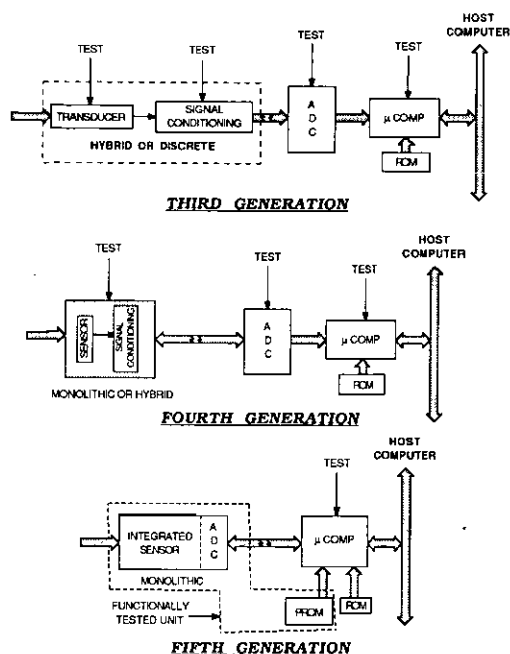 HOST
COMPUTER
TEST
TEST
TEST
TEST
TRANSDUCER
SIGNAL
CONDITIONING
A
D
C
μ COMP
HYBRID OR DISCRETE
ROM
THIRD GENERATION
HOST
COMPUTER
TEST
TEST
TEST
SENSOR
SIGNAL
CONDITIONING
A
D
C
μ COMP
MONOLITHIC OR HYBRID
ROM
FOURTH GENERATION
HOST
COMPUTER
TEST
INTEGRATED
SENSOR
A
D
C
μ COMP
MONOLITHIC
FUNCTIONALLY
TESTED UNIT
PROM
ROM
FIFTH GENERATION